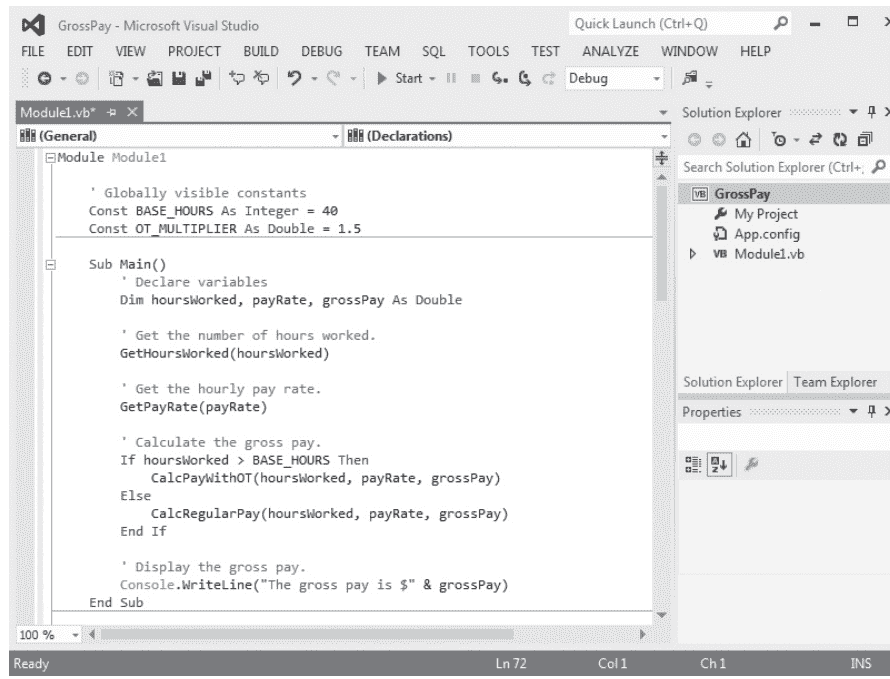 GrossPay - Microsoft Visual Studio
Quick Launch (Ctrl+Q)
FILE EDIT VIEW PROJECT BUILD DEBUG TEAM SQL TOOLS TEST ANALYZE WINDOW HELP
Start
Debug
Module1.vb*
(General)
(Declarations)
Module Module1
' Globally visible constants
Const BASE_HOURS As Integer = 40
Const OT_MULTIPLIER As Double = 1.5
Sub Main()
' Declare variables
Dim hoursWorked, payRate, grossPay As Double
' Get the number of hours worked.
GetHoursWorked(hoursWorked)
' Get the hourly pay rate.
GetPayRate(payRate)
' Calculate the gross pay.
If hoursWorked > BASE_HOURS Then
CalcPayWithOT(hoursWorked, payRate, grossPay)
Else
CalcRegularPay(hoursWorked, payRate, grossPay)
End If
' Display the gross pay.
Console.WriteLine("The gross pay is $" & grossPay)
End Sub
100 %
Solution Explorer
Search Solution Explorer (Ctrl+;
VB GrossPay
My Project
App.config
VB Module1.vb
Solution Explorer Team Explorer
Properties
Ready Ln 72 Col 1 Ch 1 INS